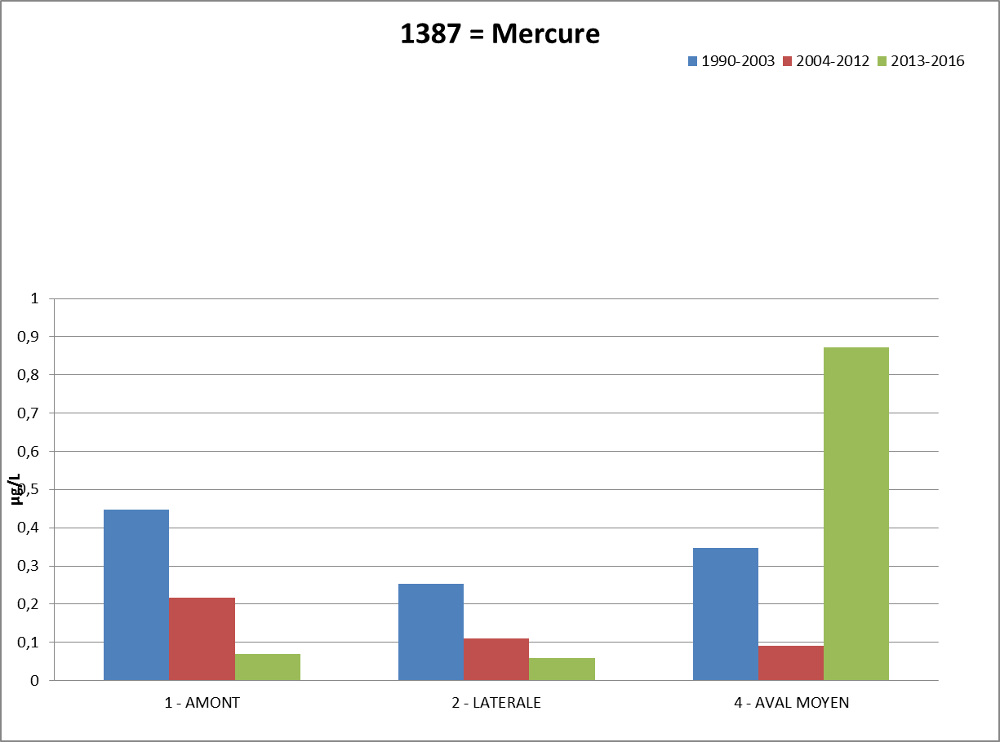 1387 = Mercure
1990-2003 2004-2012 2013-2016
1
0,9
0,8
0,7
0,6
0,5
0,4
0,3
0,2
0,1
0
µg/L
1 - AMONT 2 - LATERALE 4 - AVAL MOYEN